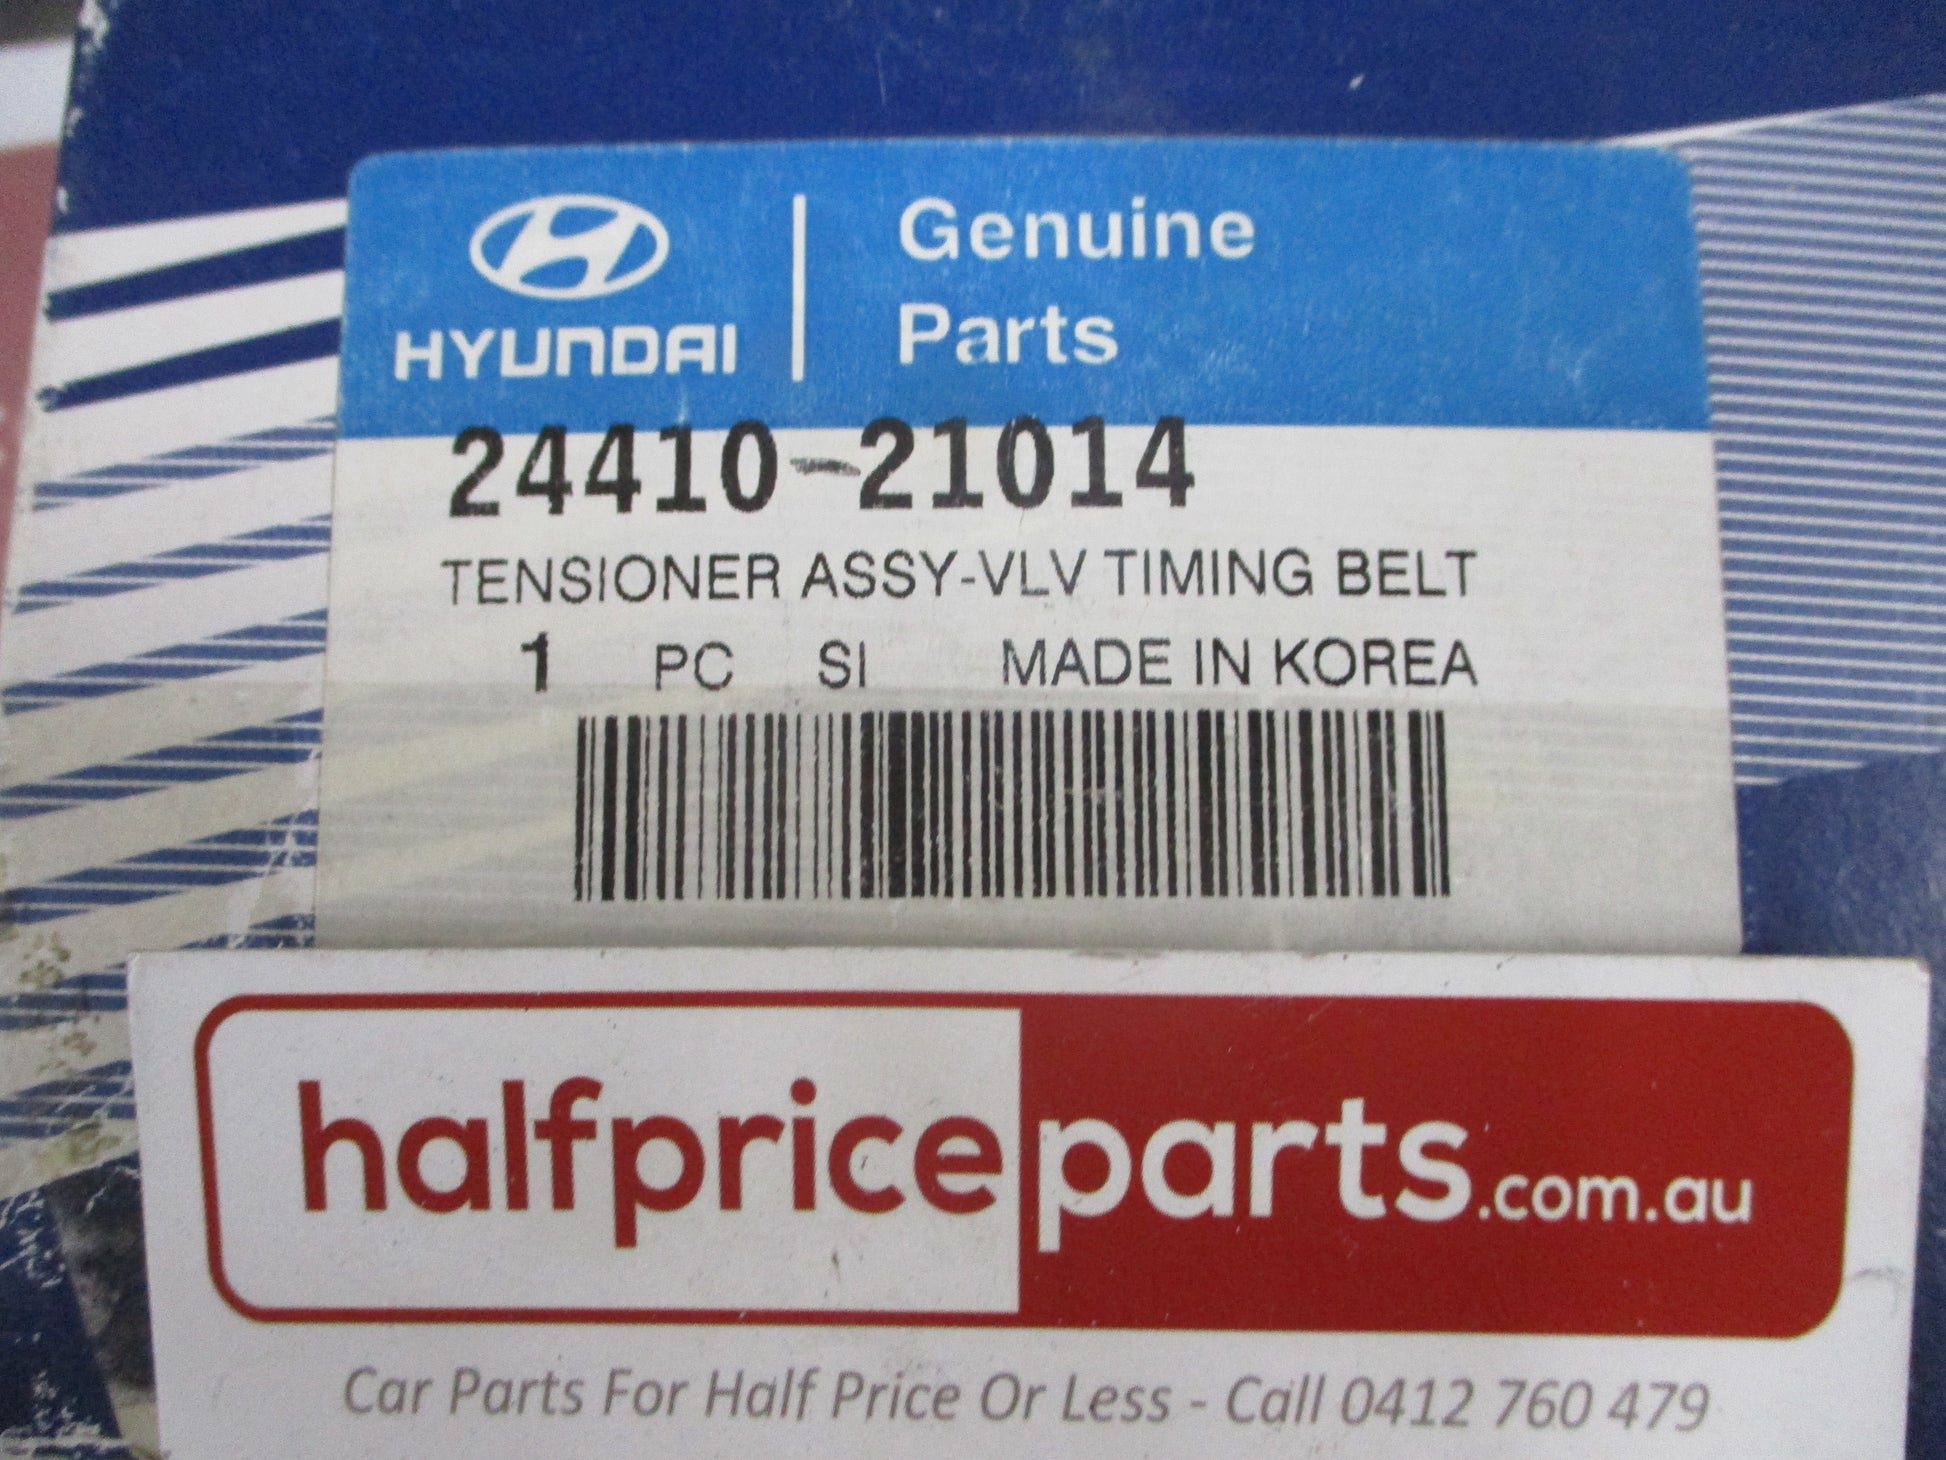 HYUNDAI
Genuine
Parts
24410-21014
TENSIONER ASSY-VLV TIMING BELT
1 PC SI MADE IN KOREA
halfpriceparts.com.au
Car Parts For Half Price Or Less - Call 0412 760 479